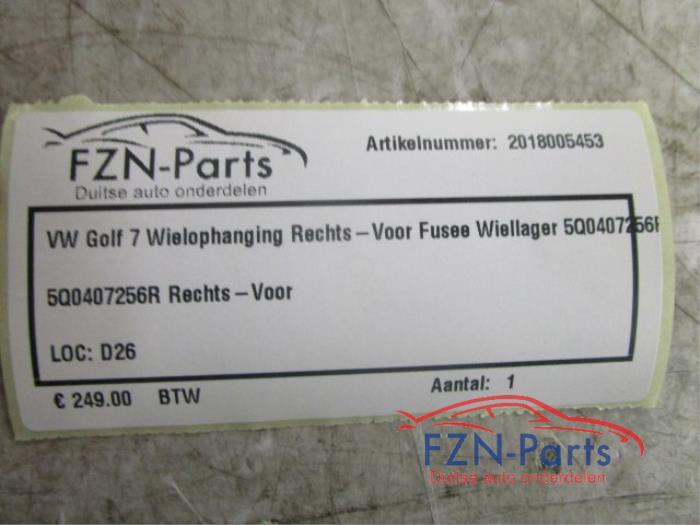 FZN-Parts
Duitse auto onderdelen
Artikelnummer: 2018005453
VW Golf 7 Wielophanging Rechts-Voor Fusee Wiellager 5Q0407256R
5Q0407256R Rechts-Voor
LOC: D26
€ 249.00 BTW
Aantal: 1
FZN-Parts
Duitse auto onderdelen